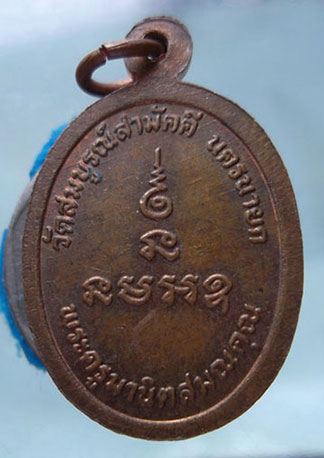 วัดสมบูรณ์สามัคคี นครนายก
พระครูมานิตสมณคุณ